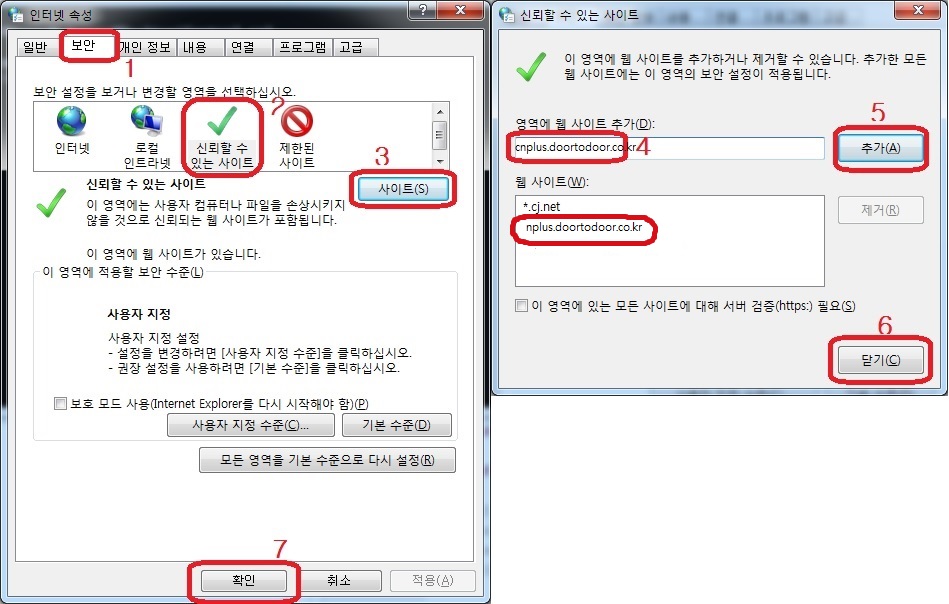 인터넷 속성
일반 보안 개인 정보 내용 연결 프로그램 고급
1
보안 설정을 보거나 변경할 영역을 선택하십시오.
?
인터넷
로컬
인트라넷
신뢰할 수
있는 사이트
제한된
사이트
3
신뢰할 수 있는 사이트
사이트(S)
이 영역에는 사용자 컴퓨터나 파일을 손상시키지
않을 것으로 신뢰되는 웹 사이트가 포함됩니다.
이 영역에 웹 사이트가 있습니다.
이 영역에 적용할 보안 수준(L)
사용자 지정
사용자 지정 설정
- 설정을 변경하려면 [사용자 지정 수준]을 클릭하십시오.
- 권장 설정을 사용하려면 [기본 수준]을 클릭하십시오.
보호 모드 사용(Internet Explorer를 다시 시작해야 함)(P)
사용자 지정 수준(C)... 기본 수준(D)
모든 영역을 기본 수준으로 다시 설정(R)
7
확인 취소 적용(A)
신뢰할 수 있는 사이트
이 영역에 웹 사이트를 추가하거나 제거할 수 있습니다. 추가한 모든
웹 사이트에는 이 영역의 보안 설정이 적용됩니다.
5
영역에 웹 사이트 추가(D):
cnplus.doortodoor.co.kr
4
추가(A)
웹 사이트(W):
*.cj.net
nplus.doortodoor.co.kr
제거(R)
이 영역에 있는 모든 사이트에 대해 서버 검증(https:) 필요(S)
6
닫기(C)